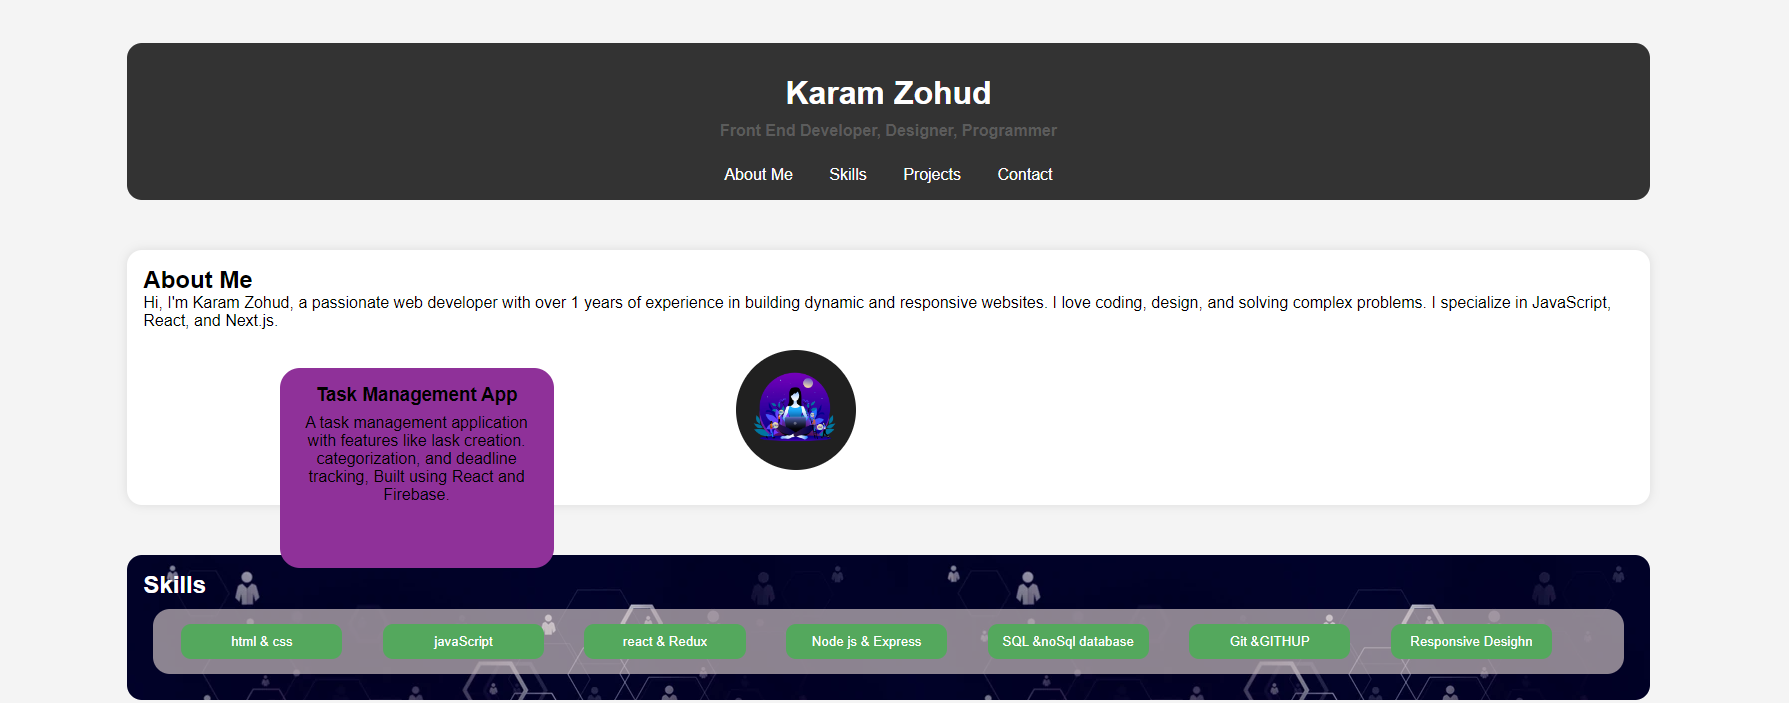 Karam Zohud
Front End Developer, Designer, Programmer
About Me Skills Projects Contact
About Me
Hi, I'm Karam Zohud, a passionate web developer with over 1 years of experience in building dynamic and responsive websites. I love coding, design, and solving complex problems. I specialize in JavaScript,
React, and Next.js.
Task Management App
A task management application
with features like lask creation.
categorization, and deadline
tracking, Built using React and
Firebase.
Skills
html & css javaScript react & Redux Node js & Express SQL &noSql database Git &GITHUP Responsive Desighn